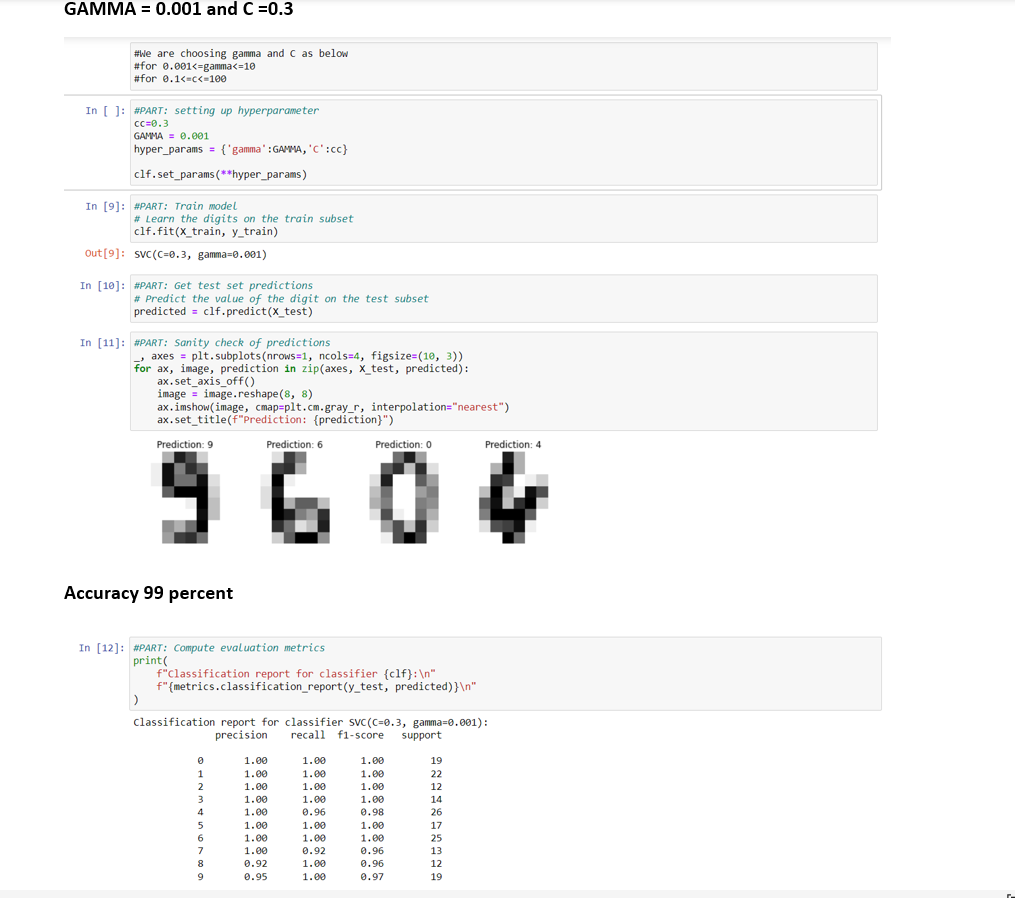 GAMMA = 0.001 and C =0.3
#We are choosing gamma and C as below
#for 0.001<=gamma<=10
#for 0.1<=c<=100
In [ ]: #PART: setting up hyperparameter
cc=0.3
GAMMA = 0.001
hyper_params = {'gamma':GAMMA,'C':cc}
clf.set_params(**hyper_params)
In [9]: #PART: Train model
# Learn the digits on the train subset
clf.fit(X_train, y_train)
Out[9]: SVC(C=0.3, gamma=0.001)
In [10]: #PART: Get test set predictions
# Predict the value of the digit on the test subset
predicted = clf.predict(X_test)
In [11]: #PART: Sanity check of predictions
_, axes = plt.subplots(nrows=1, ncols=4, figsize=(10, 3))
for ax, image, prediction in zip(axes, X_test, predicted):
ax.set_axis_off()
image = image.reshape(8, 8)
ax.imshow(image, cmap=plt.cm.gray_r, interpolation="nearest")
ax.set_title(f"Prediction: {prediction}")
Prediction: 9 Prediction: 6 Prediction: 0 Prediction: 4
Accuracy 99 percent
In [12]: #PART: Compute evaluation metrics
print(
f"Classification report for classifier {clf}:\n"
f"{metrics.classification_report(y_test, predicted)}\n"
)
Classification report for classifier SVC(C=0.3, gamma=0.001):
precision recall f1-score support
0 1.00 1.00 1.00 19
1 1.00 1.00 1.00 22
2 1.00 1.00 1.00 12
3 1.00 1.00 1.00 14
4 1.00 0.96 0.98 26
5 1.00 1.00 1.00 17
6 1.00 1.00 1.00 25
7 1.00 0.92 0.96 13
8 0.92 1.00 0.96 12
9 0.95 1.00 0.97 19